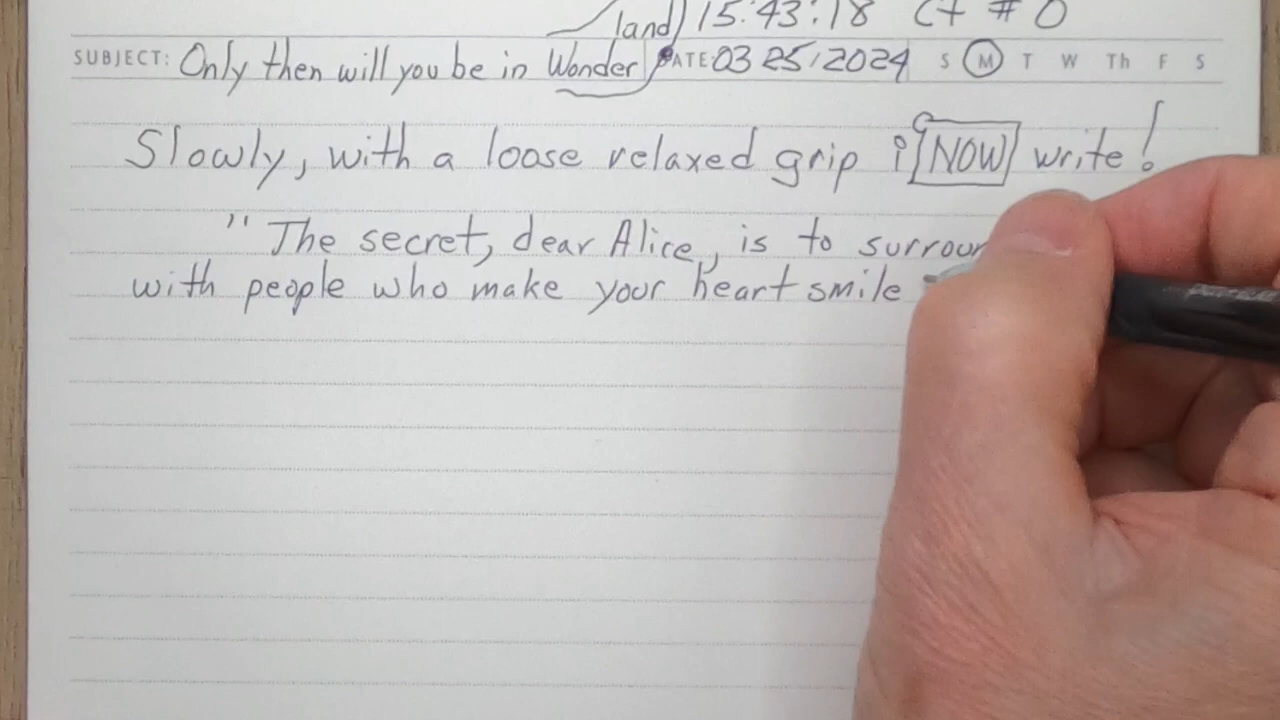 land) 15:43:18 Ct # 0
SUBJECT: Only then will you be in Wonder DATE: 03 25/2024 S M T W Th F S
Slowly, with a loose relaxed grip i NOW write!
" The secret, dear Alice, is to surroun
with people who make your heart smile